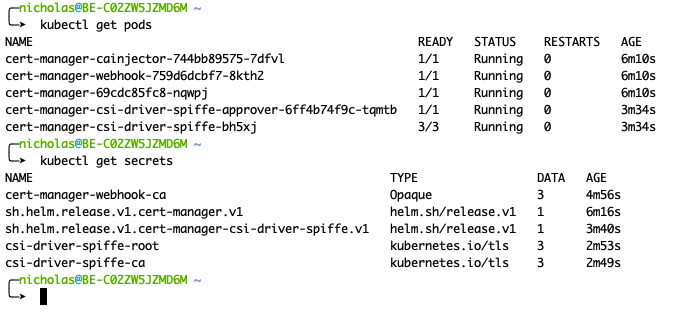 nicholas@BE-C02ZW5JZMD6M ~
kubectl get pods
NAME READY STATUS RESTARTS AGE
cert-manager-cainjector-744bb89575-7dfvl 1/1 Running 0 6m10s
cert-manager-webhook-759d6dcbf7-8kth2 1/1 Running 0 6m10s
cert-manager-69cdc85fc8-nqwpj 1/1 Running 0 6m10s
cert-manager-csi-driver-spiffe-approver-6ff4b74f9c-tqmtb 1/1 Running 0 3m34s
cert-manager-csi-driver-spiffe-bh5xj 3/3 Running 0 3m34s
nicholas@BE-C02ZW5JZMD6M ~
kubectl get secrets
NAME TYPE DATA AGE
cert-manager-webhook-ca Opaque 3 4m56s
sh.helm.release.v1.cert-manager.v1 helm.sh/release.v1 1 6m16s
sh.helm.release.v1.cert-manager-csi-driver-spiffe.v1 helm.sh/release.v1 1 3m40s
csi-driver-spiffe-root kubernetes.io/tls 3 2m53s
csi-driver-spiffe-ca kubernetes.io/tls 3 2m49s
nicholas@BE-C02ZW5JZMD6M ~